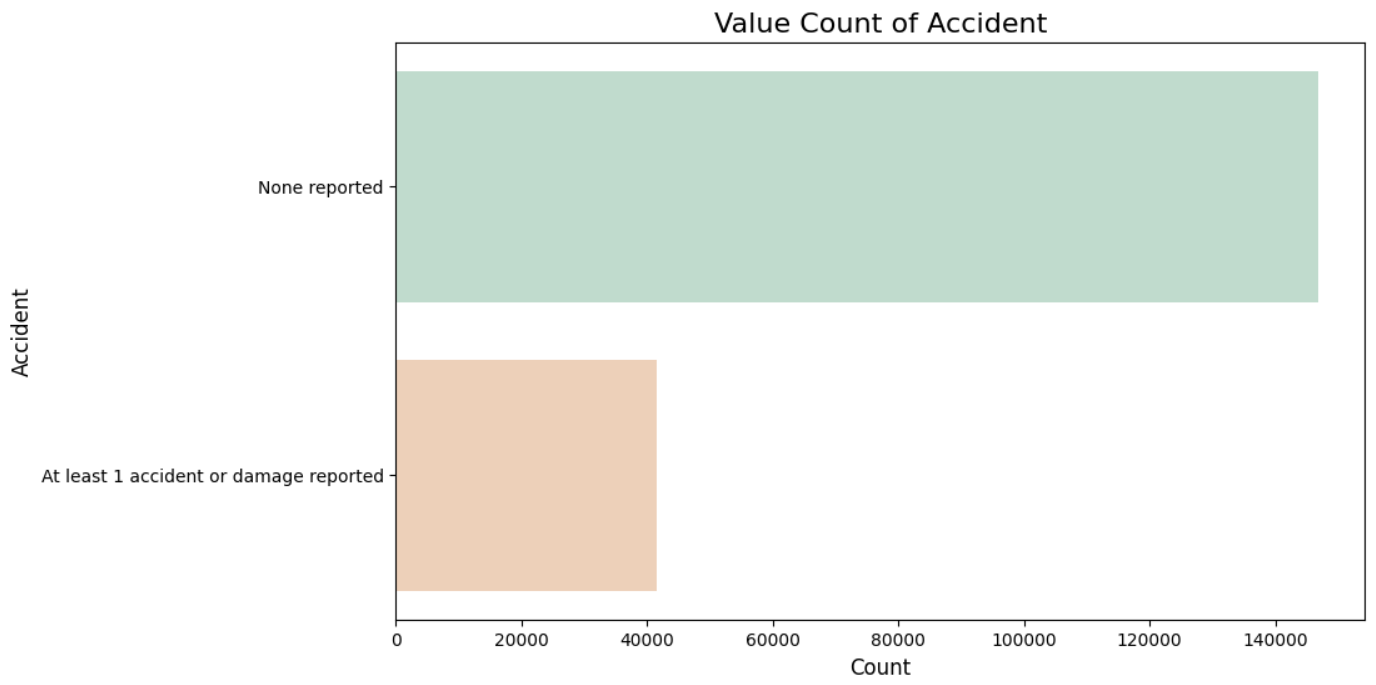 Value Count of Accident
Accident
None reported
At least 1 accident or damage reported
0 20000 40000 60000 80000 100000 120000 140000
Count